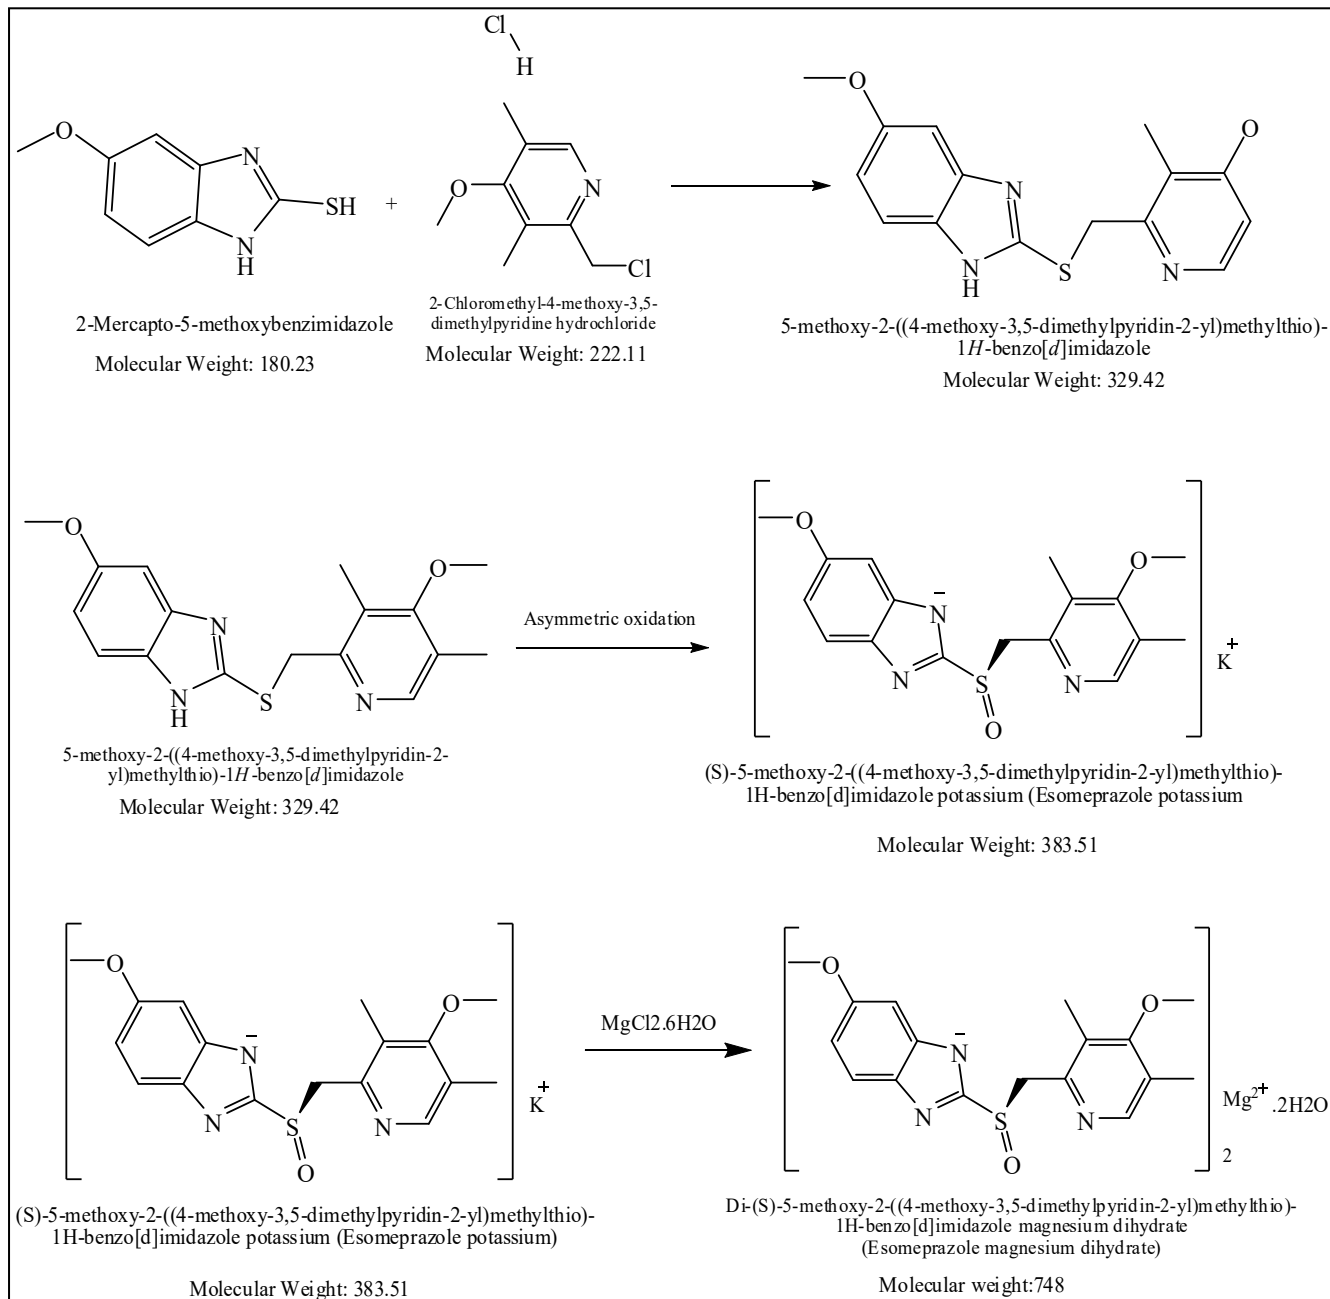 Cl
H
O
N
SH
N
H
+
O
N
Cl
O
N
N
H
S
O
N
2-Mercapto-5-methoxybenzimidazole
Molecular Weight: 180.23
2-Chloromethyl-4-methoxy-3,5-
dimethylpyridine hydrochloride
Molecular Weight: 222.11
5-methoxy-2-((4-methoxy-3,5-dimethylpyridin-2-yl)methylthio)-
1H-benzo[d]imidazole
Molecular Weight: 329.42
O
N
N
H
S
O
N
Asymmetric oxidation
O
N
−
N
S
O
O
N
K+
5-methoxy-2-((4-methoxy-3,5-dimethylpyridin-2-
yl)methylthio)-1H-benzo[d]imidazole
Molecular Weight: 329.42
(S)-5-methoxy-2-((4-methoxy-3,5-dimethylpyridin-2-yl)methylthio)-
1H-benzo[d]imidazole potassium (Esomeprazole potassium
Molecular Weight: 383.51
O
N
−
N
S
O
O
N
K+
MgCl2.6H2O
O
N
−
N
S
O
O
N
2
Mg2+ .2H2O
(S)-5-methoxy-2-((4-methoxy-3,5-dimethylpyridin-2-yl)methylthio)-
1H-benzo[d]imidazole potassium (Esomeprazole potassium)
Molecular Weight: 383.51
Di-(S)-5-methoxy-2-((4-methoxy-3,5-dimethylpyridin-2-yl)methylthio)-
1H-benzo[d]imidazole magnesium dihydrate
(Esomeprazole magnesium dihydrate)
Molecular weight:748